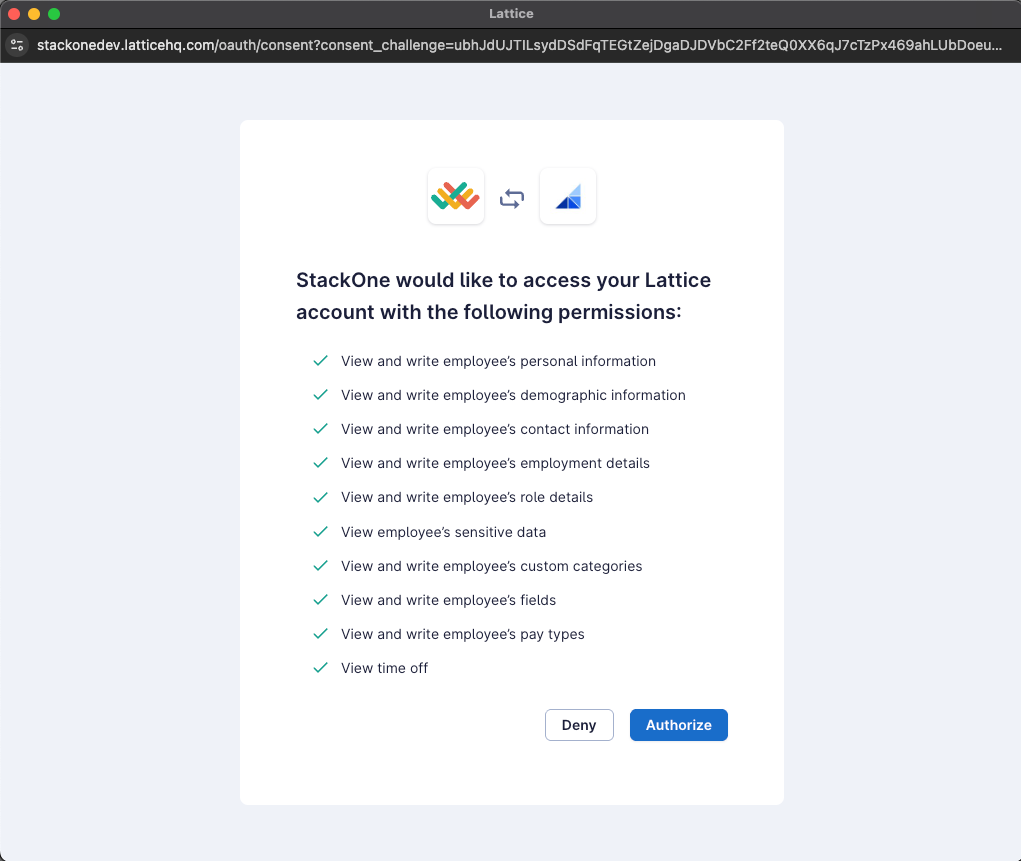 Lattice
stackonedev.latticehq.com/oauth/consent?consent_challenge=ubhJdUJTILsydDSdFqTEGtZejDgaDJDVbC2Ff2teQ0XX6qJ7cTzPx469ahLUbDoeu...
StackOne would like to access your Lattice
account with the following permissions:
View and write employee’s personal information
View and write employee’s demographic information
View and write employee’s contact information
View and write employee’s employment details
View and write employee’s role details
View employee’s sensitive data
View and write employee’s custom categories
View and write employee’s fields
View and write employee’s pay types
View time off
Deny Authorize